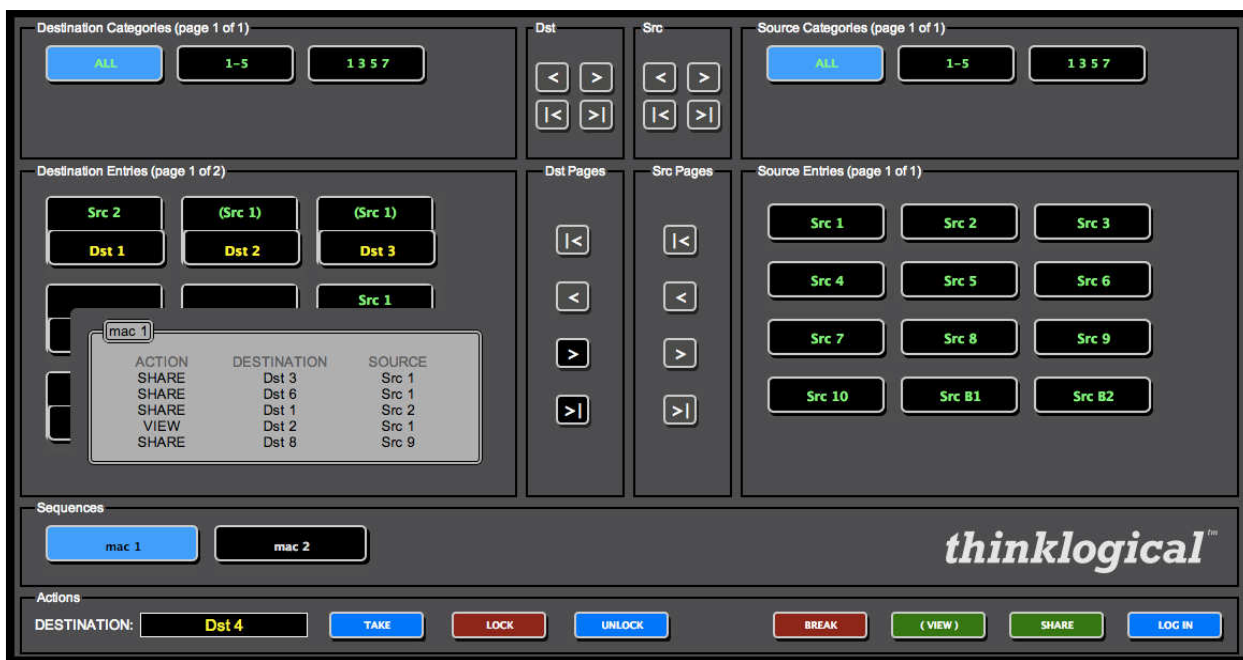 Destination Categories (page 1 of 1)
ALL
1-5
1 3 5 7
Dst
<
>
|<
>|
Src
<
>
|<
>|
Source Categories (page 1 of 1)
ALL
1-5
1 3 5 7
Destination Entries (page 1 of 2)
Src 2
(Src 1)
(Src 1)
Dst 1
Dst 2
Dst 3
Src 1
mac 1
ACTION DESTINATION SOURCE
SHARE Dst 3 Src 1
SHARE Dst 6 Src 1
SHARE Dst 1 Src 2
VIEW Dst 2 Src 1
SHARE Dst 8 Src 9
Dst Pages
|<
<
>
>|
Src Pages
|<
<
>
>|
Source Entries (page 1 of 1)
Src 1
Src 2
Src 3
Src 4
Src 5
Src 6
Src 7
Src 8
Src 9
Src 10
Src B1
Src B2
Sequences
mac 1
mac 2
thinklogical™
Actions
DESTINATION: Dst 4
TAKE
LOCK
UNLOCK
BREAK
( VIEW )
SHARE
LOG IN